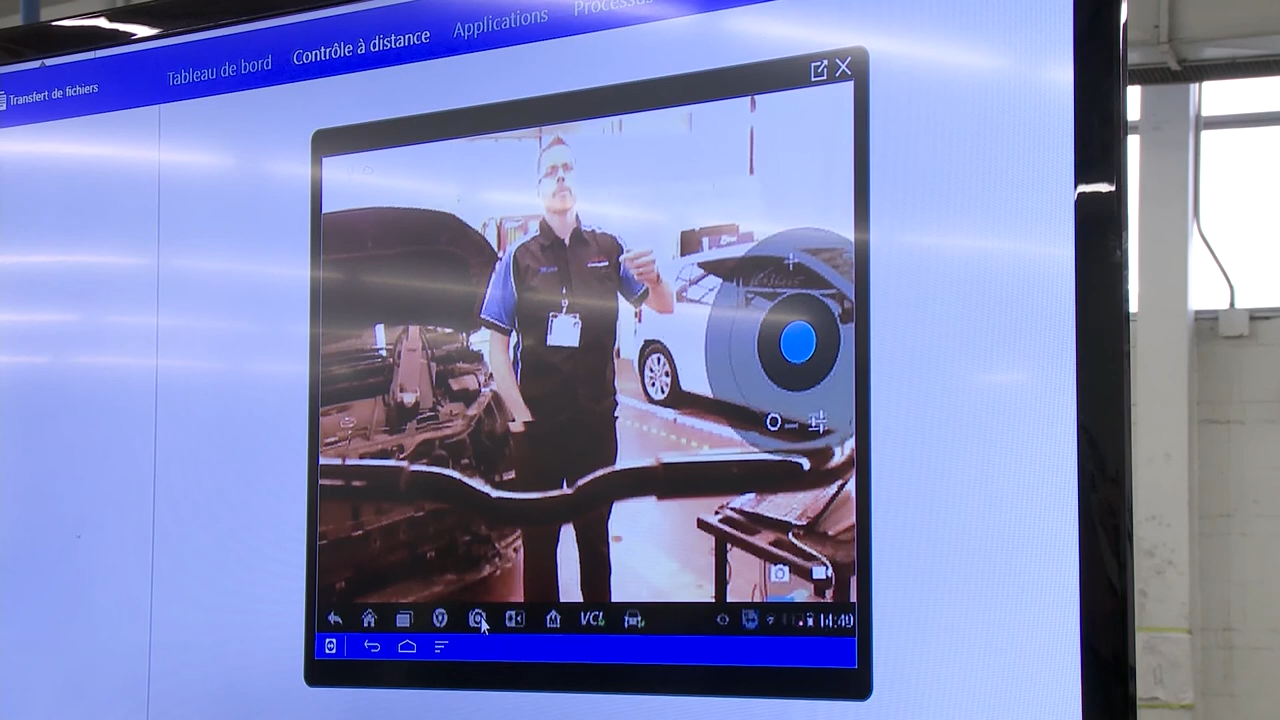 Tableau de bord
Contrôle à distance
Applications
Processus
Transfert de fichiers
VCI
14:49